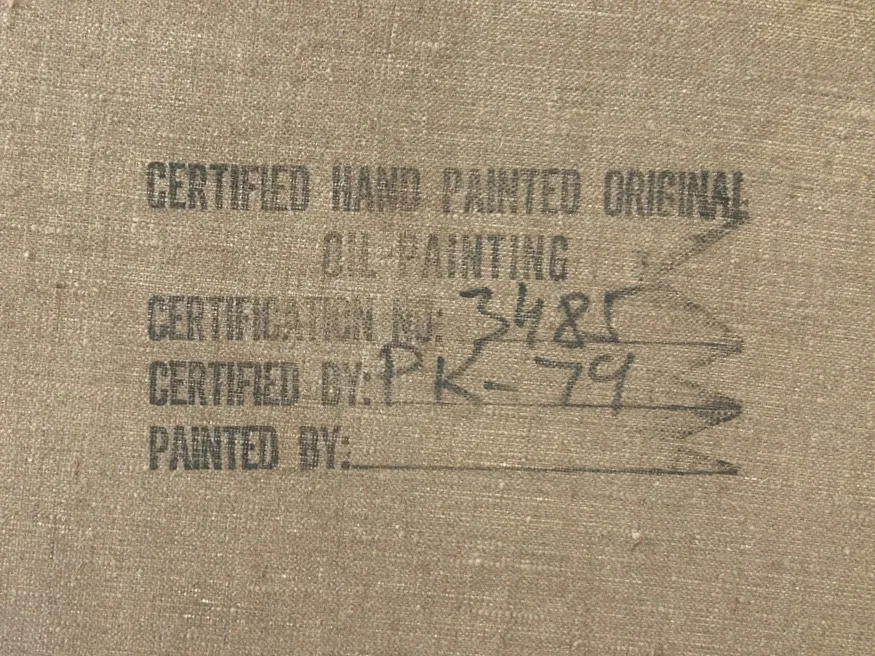 CERTIFIED HAND PAINTED ORIGINAL
OIL PAINTING
CERTIFICATION NO: 3485
CERTIFIED BY: PK-79
PAINTED BY: